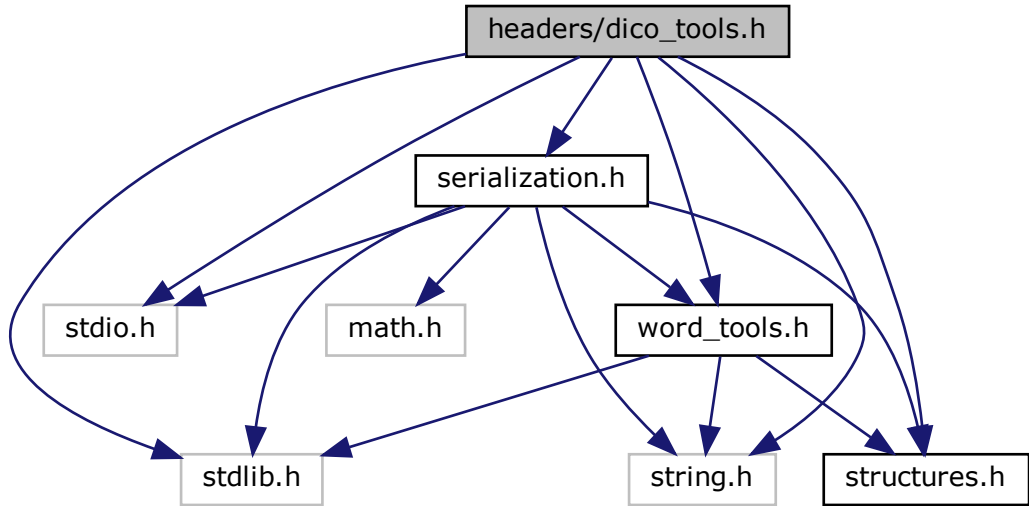 headers/dico_tools.h
serialization.h
stdio.h
math.h
word_tools.h
stdlib.h
string.h
structures.h